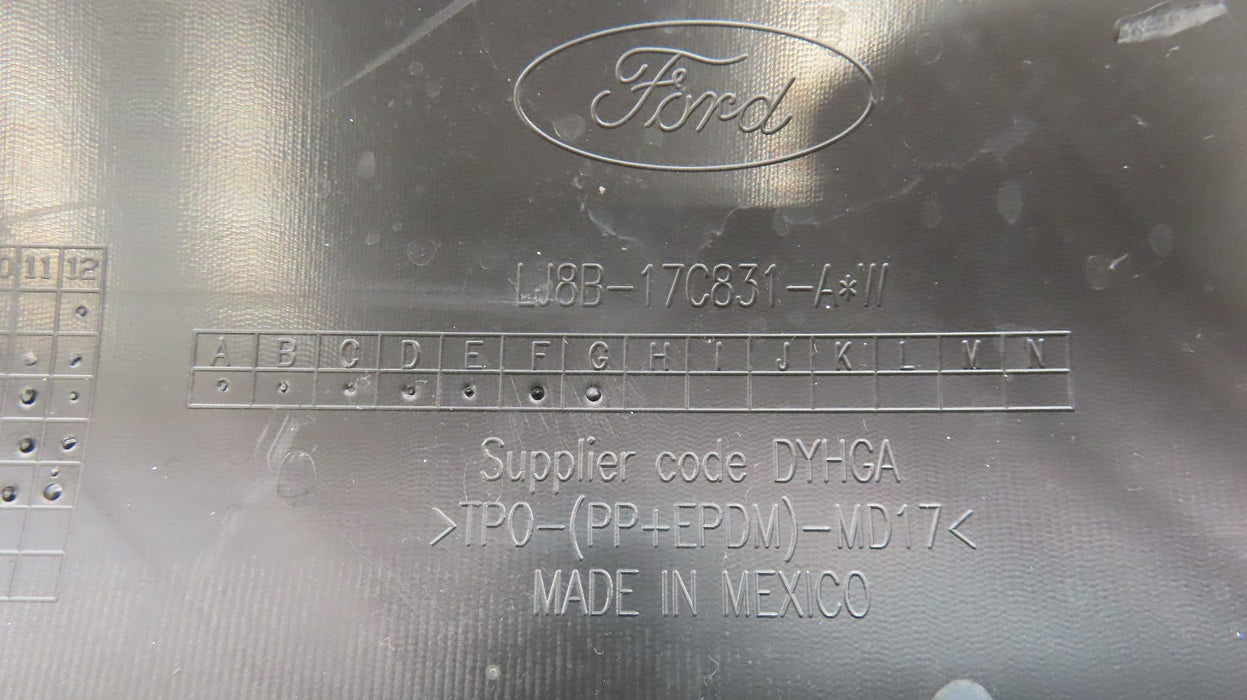 Ford
LJ8B-17C831-A*W
11 12
A B C D E F G H I J K L M N
Supplier code DYHGA
>TPO-(PP+EPDM)-MD17<
MADE IN MEXICO